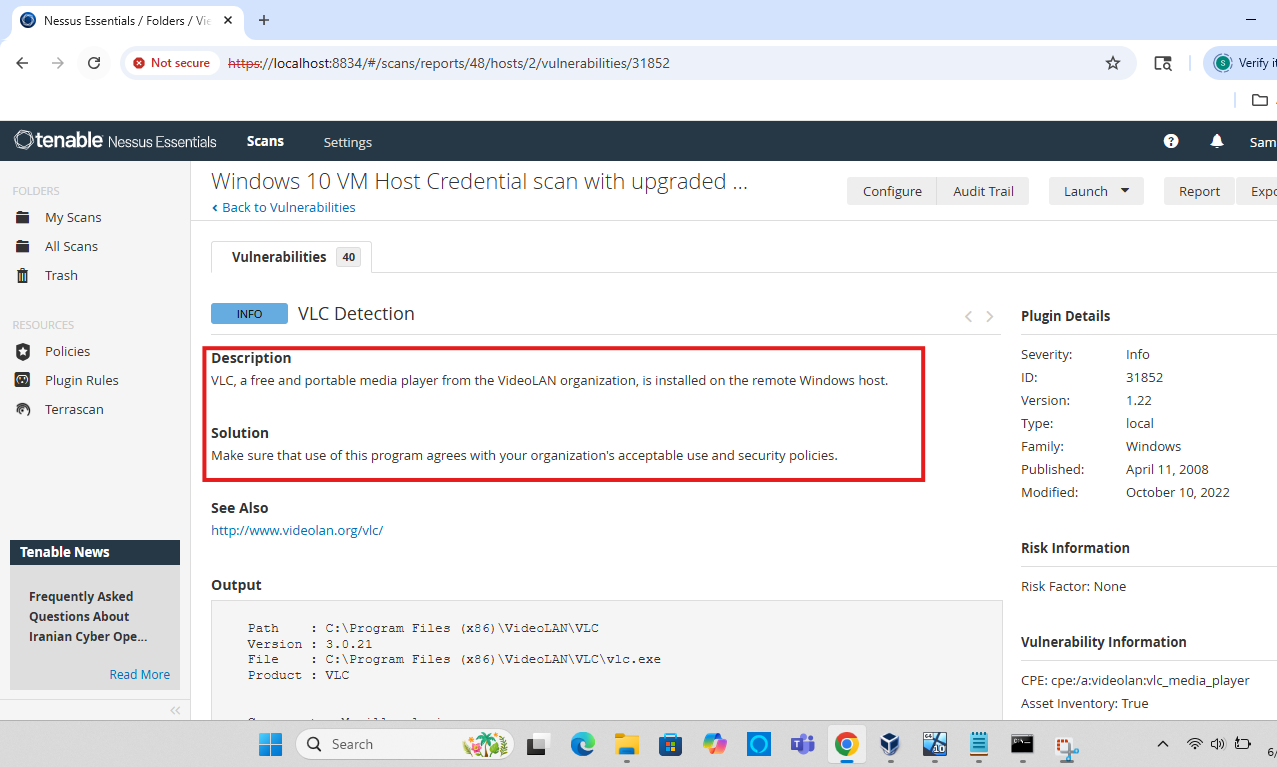 Nessus Essentials / Folders / Vie
Not secure
https://localhost:8834/#/scans/reports/48/hosts/2/vulnerabilities/31852
S
Verify it
tenable Nessus Essentials
Scans
Settings
Sam
FOLDERS
My Scans
All Scans
Trash
RESOURCES
Policies
Plugin Rules
Terrascan
Tenable News
Frequently Asked
Questions About
Iranian Cyber Ope...
Read More
Windows 10 VM Host Credential scan with upgraded ...
Back to Vulnerabilities
Configure
Audit Trail
Launch
Report
Expo
Vulnerabilities 40
INFO
VLC Detection
Description
VLC, a free and portable media player from the VideoLAN organization, is installed on the remote Windows host.
Solution
Make sure that use of this program agrees with your organization's acceptable use and security policies.
See Also
http://www.videolan.org/vlc/
Output
Path : C:\Program Files (x86)\VideoLAN\VLC
Version : 3.0.21
File : C:\Program Files (x86)\VideoLAN\VLC\vlc.exe
Product : VLC
Plugin Details
Severity: Info
ID: 31852
Version: 1.22
Type: local
Family: Windows
Published: April 11, 2008
Modified: October 10, 2022
Risk Information
Risk Factor: None
Vulnerability Information
CPE: cpe:/a:videolan:vlc_media_player
Asset Inventory: True
Search
64
10
6/